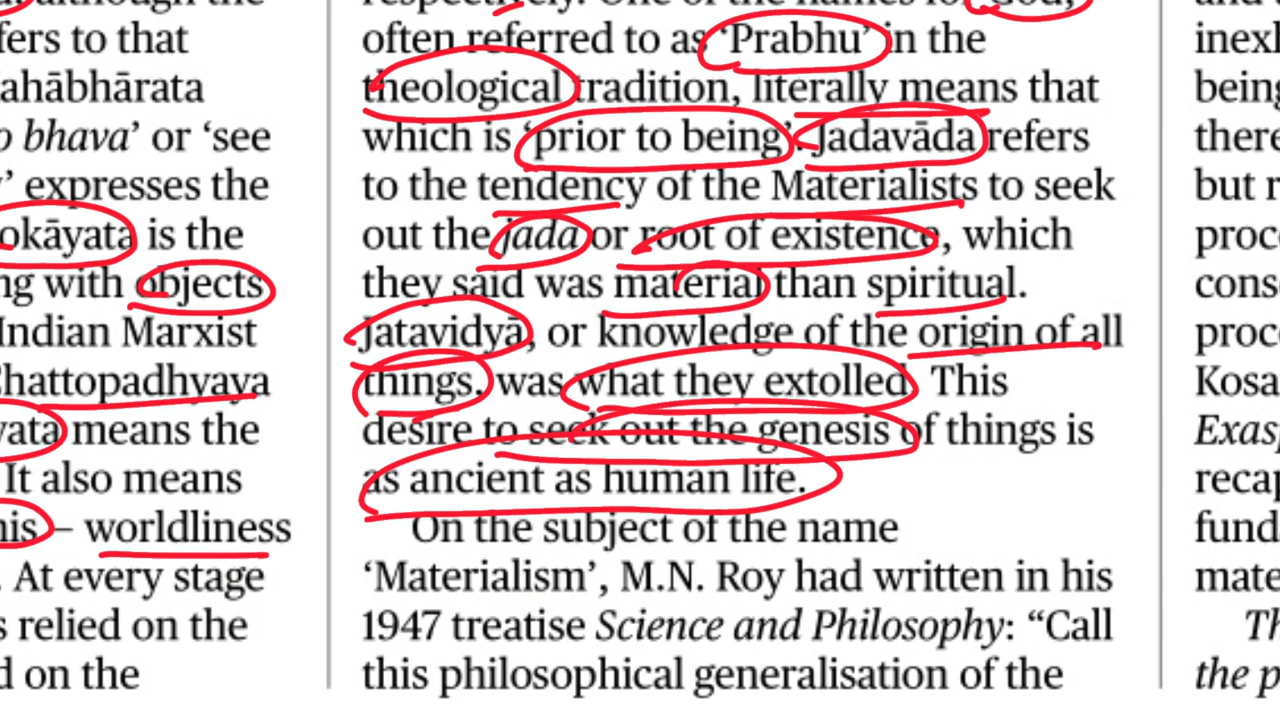 fers to that
ahābhārata
o bhava’ or ‘see
’ expresses the
okāyata is the
ng with objects
Indian Marxist
Chattopadhyaya
yata means the
It also means
his – worldliness
. At every stage
s relied on the
d on the
often referred to as ‘Prabhu’ in the
theological tradition, literally means that
which is ‘prior to being’. Jadavāda refers
to the tendency of the Materialists to seek
out the jada or root of existence, which
they said was material than spiritual.
Jatavidyā, or knowledge of the origin of all
things, was what they extolled. This
desire to seek out the genesis of things is
as ancient as human life.
On the subject of the name
‘Materialism’, M.N. Roy had written in his
1947 treatise Science and Philosophy: “Call
this philosophical generalisation of the
inexh
being
there
but r
proce
cons
proce
Kosa
Exasp
recap
fund
mate
Th
the p